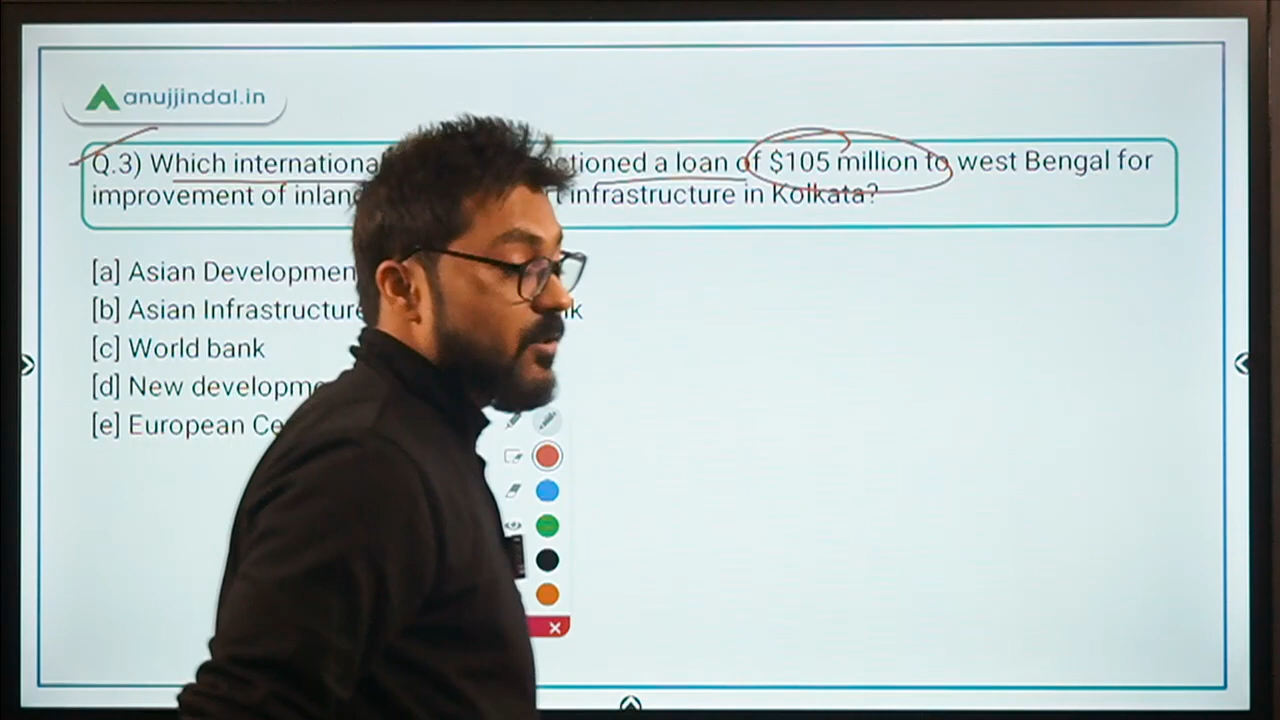 anujjindal.in
Q.3) Which internationa ctioned a loan of $105 million to west Bengal for
improvement of inlan t infrastructure in Kolkata?
[a] Asian Developmen
[b] Asian Infrastructure k
[c] World bank
[d] New developm
[e] European Ce